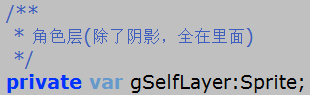 /**
* 角色层(除了阴影，全在里面)
*/
private var gSelfLayer:Sprite;